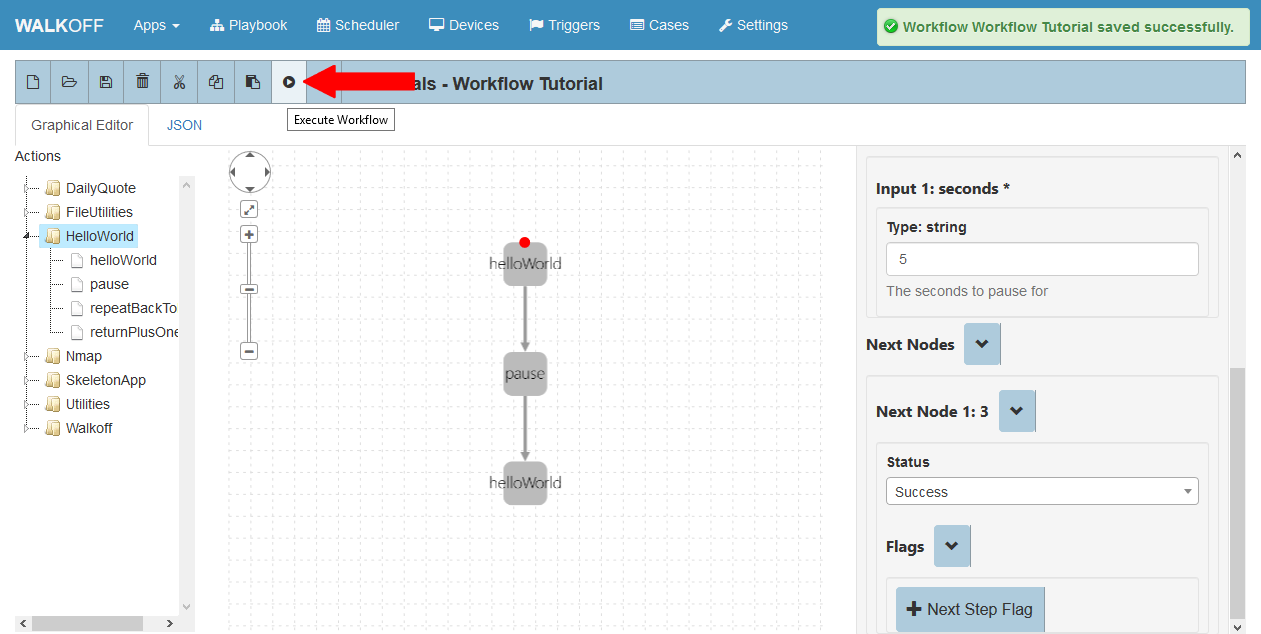 WALKOFF Apps Playbook Scheduler Devices Triggers Cases Settings
Workflow Workflow Tutorial saved successfully.
als - Workflow Tutorial
Execute Workflow
Graphical Editor JSON
Actions
DailyQuote
FileUtilities
HelloWorld
helloWorld
pause
repeatBackTo
returnPlusOne
Nmap
SkeletonApp
Utilities
Walkoff
helloWorld
pause
helloWorld
Input 1: seconds *
Type: string
5
The seconds to pause for
Next Nodes
Next Node 1: 3
Status
Success
Flags
Next Step Flag